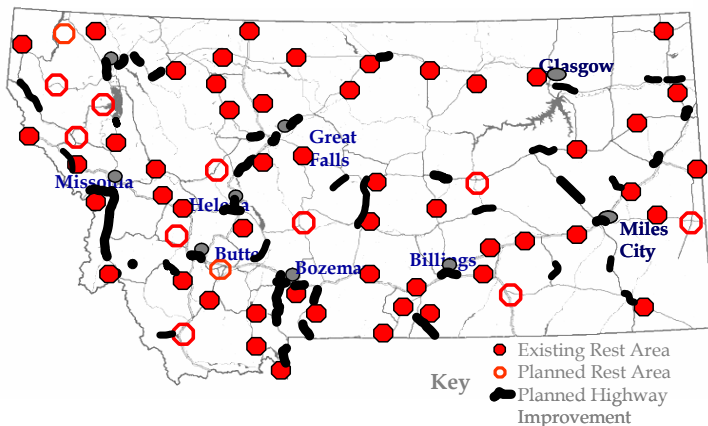 Glasgow
Great
Falls
Missoula
Helena
Miles
City
Butte
Bozema
Billings
Existing Rest Area
Planned Rest Area
Key
Planned Highway
Improvement